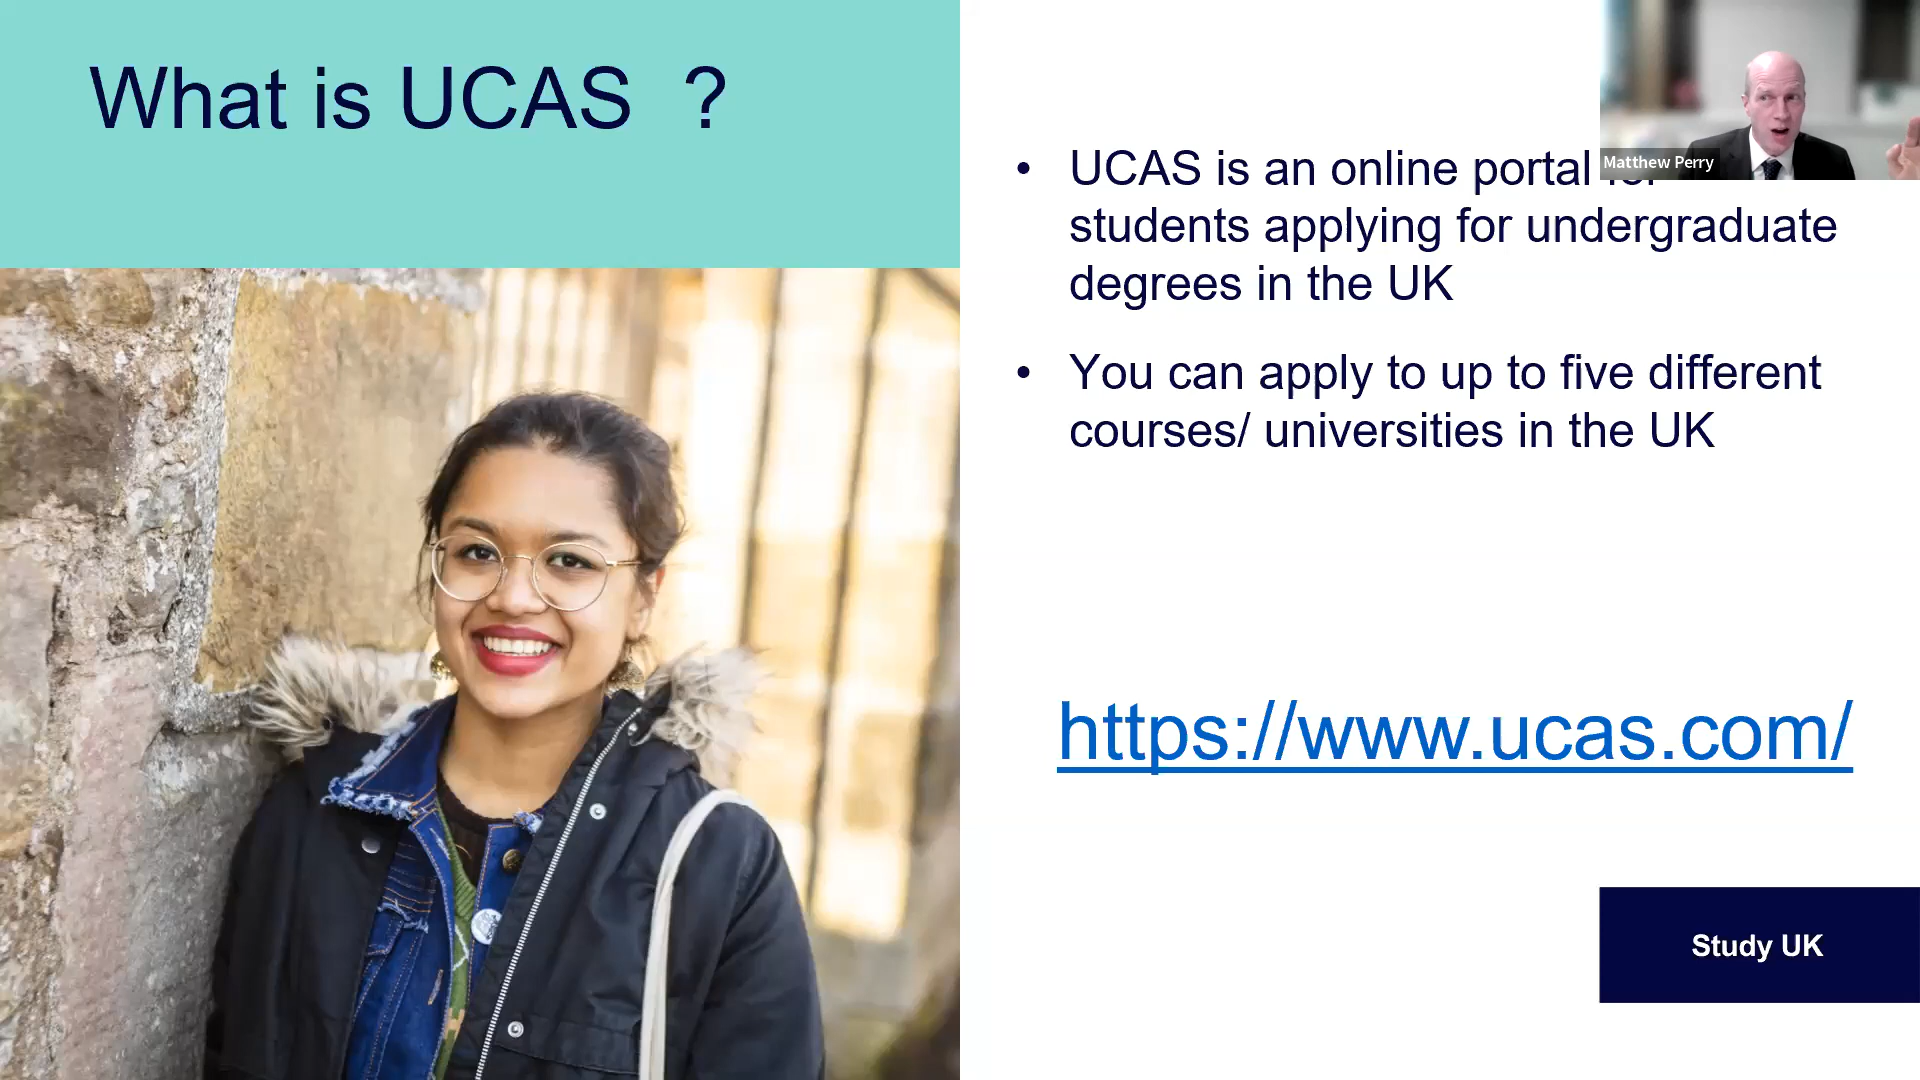 What is UCAS  ?
• UCAS is an online portal
students applying for undergraduate
degrees in the UK
• You can apply to up to five different
courses/ universities in the UK
https://www.ucas.com/
Study UK
Matthew Perry